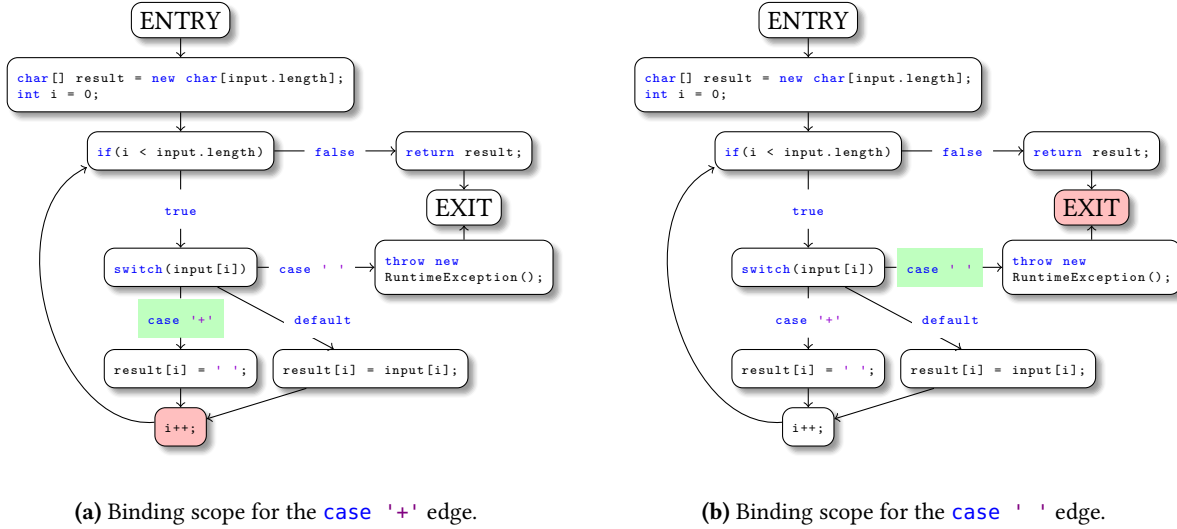 ENTRY
char[] result = new char[input.length];
int i = 0;
if(i < input.length)
false
return result;
true
EXIT
switch(input[i])
case ' '
throw new
RuntimeException();
case '+'
default
result[i] = ' ';
result[i] = input[i];
i++;
(a) Binding scope for the case '+' edge.
ENTRY
char[] result = new char[input.length];
int i = 0;
if(i < input.length)
false
return result;
true
EXIT
switch(input[i])
case ' '
throw new
RuntimeException();
case '+'
default
result[i] = ' ';
result[i] = input[i];
i++;
(b) Binding scope for the case ' ' edge.